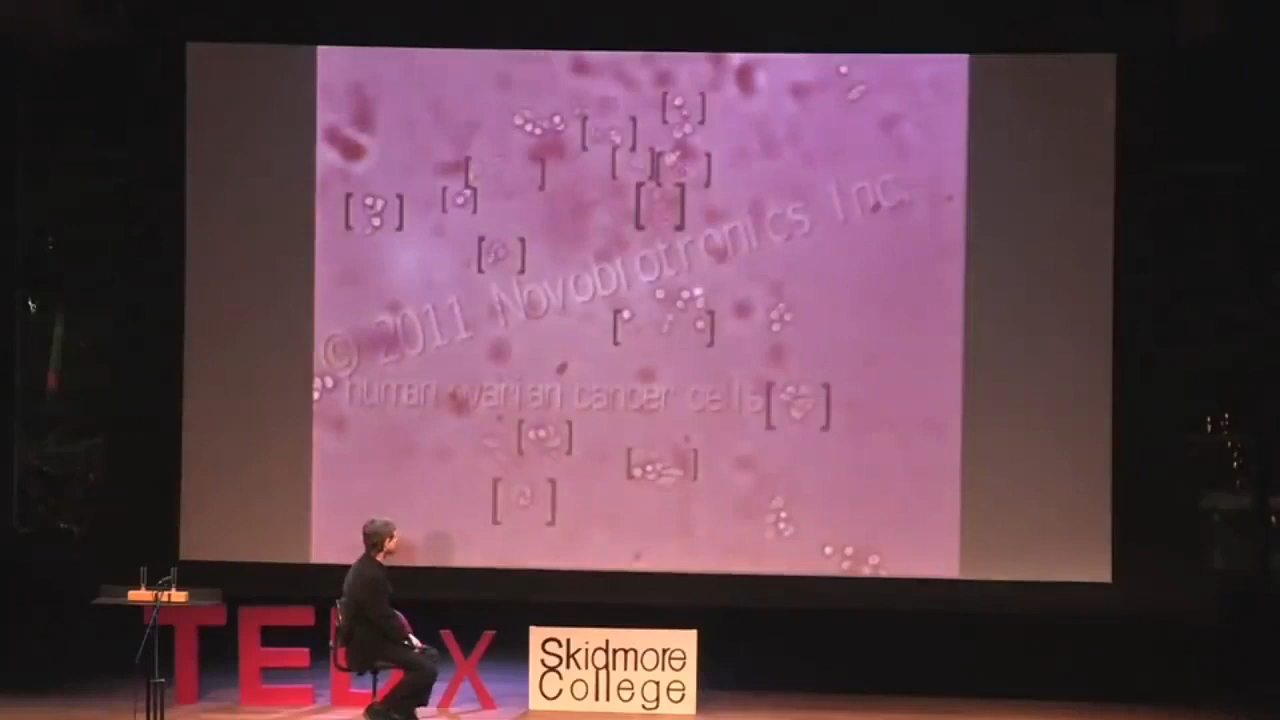 © 2011 Novobiotronics Inc.
human ovarian cancer cells
TEDx
Skidmore
College